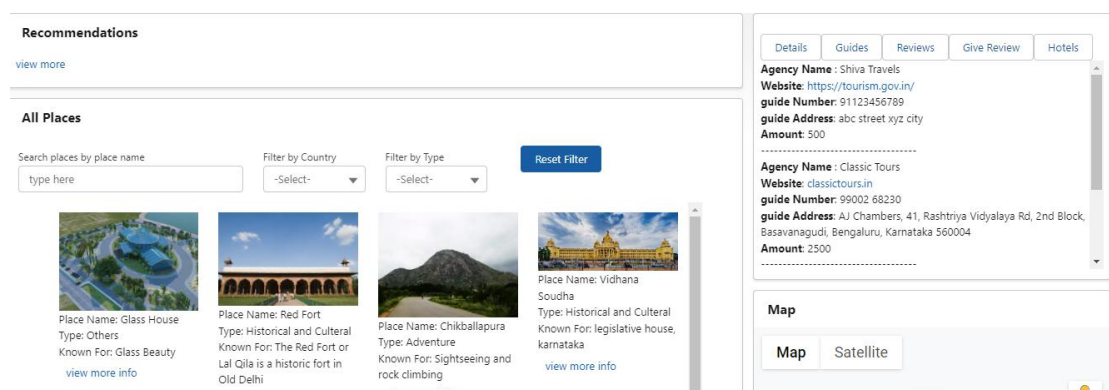 Recommendations
view more
All Places
Search places by place name
Filter by Country
Filter by Type
type here
-Select-
-Select-
Reset Filter
Place Name: Glass House
Type: Others
Known For: Glass Beauty
view more info
Place Name: Red Fort
Type: Historical and Culteral
Known For: The Red Fort or
Lal Qila is a historic fort in
Old Delhi
Place Name: Chikballapura
Type: Adventure
Known For: Sightseeing and
rock climbing
Place Name: Vidhana
Soudha
Type: Historical and Culteral
Known For: legislative house,
karnataka
view more info
Details
Guides
Reviews
Give Review
Hotels
Agency Name : Shiva Travels
Website: https://tourism.gov.in/
guide Number: 91123456789
guide Address: abc street xyz city
Amount: 500
------------------------------------
Agency Name : Classic Tours
Website: classictours.in
guide Number: 99002 68230
guide Address: AJ Chambers, 41, Rashtriya Vidyalaya Rd, 2nd Block,
Basavanagudi, Bengaluru, Karnataka 560004
Amount: 2500
------------------------------------
Map
Map
Satellite